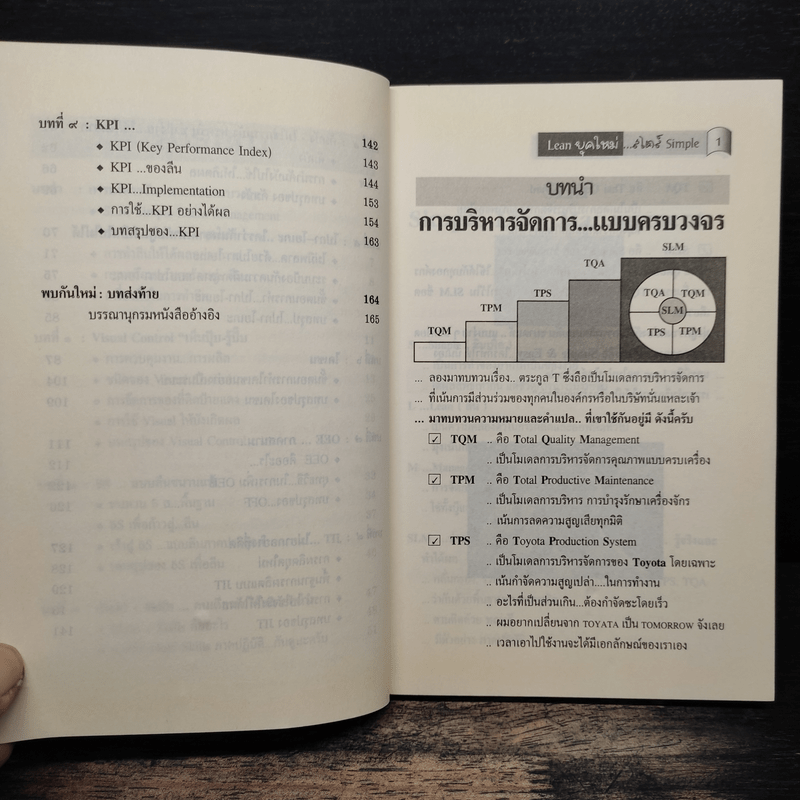 บทที่ ๙ : KPI ...
◆ KPI (Key Performance Index) 142
◆ KPI ...ของลีน 143
◆ KPI...Implementation 144
◆ การใช้...KPI อย่างได้ผล 153
◆ บทสรุปของ...KPI 154
163
พบกันใหม่ : บทส่งท้าย 164
บรรณานุกรมหนังสืออ้างอิง 165
Lean ยุคใหม่ ...สไตล์ Simple 1
บทนำ
การบริหารจัดการ...แบบครบวงจร
SLM
TQA
TPS
TPM
TQM
TQA TQM
SLM
TPS TPM
... ลองมาทบทวนเรื่อง.. ตระกูล T ซึ่งถือเป็นโมเดลการบริหารจัดการ
... ที่เน้นการมีส่วนร่วมของทุกคนในองค์กรหรือในบริษัทนั่นแหละเจ้า
... มาทบทวนความหมายและคำแปล.. ที่เขาใช้กันอยู่มี ดังนี้ครับ
☑ TQM .. คือ Total Quality Management
.. เป็นโมเดลการบริหารจัดการคุณภาพแบบครบเครื่อง
☑ TPM .. คือ Total Productive Maintenance
.. เป็นโมเดลการบริหาร การบำรุงรักษาเครื่องจักร
.. เน้นการลดความสูญเสียทุกมิติ
☑ TPS .. คือ Toyota Production System
.. เป็นโมเดลการบริหารจัดการของ Toyota โดยเฉพาะ
.. เน้นกำจัดความสูญเปล่า....ในการทำงาน
.. อะไรที่เป็นส่วนเกิน...ต้องกำจัดซะโดยเร็ว
.. ผมอยากเปลี่ยนจาก TOYATA เป็น TOMORROW จังเลย
.. เวลาเอาไปใช้งานจะได้มีเอกลักษณ์ของเราเอง